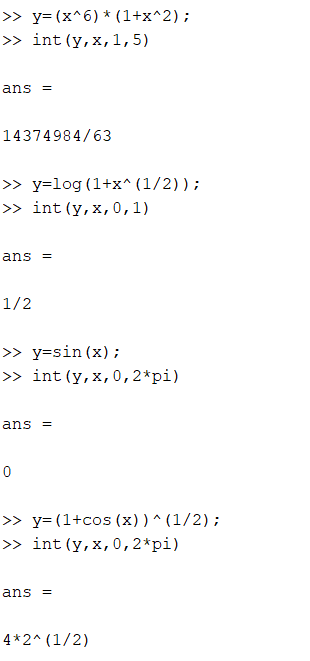 >> y=(x^6)*(1+x^2);
>> int(y,x,1,5)
ans =
14374984/63
>> y=log(1+x^(1/2));
>> int(y,x,0,1)
ans =
1/2
>> y=sin(x);
>> int(y,x,0,2*pi)
ans =
0
>> y=(1+cos(x))^(1/2);
>> int(y,x,0,2*pi)
ans =
4*2^(1/2)